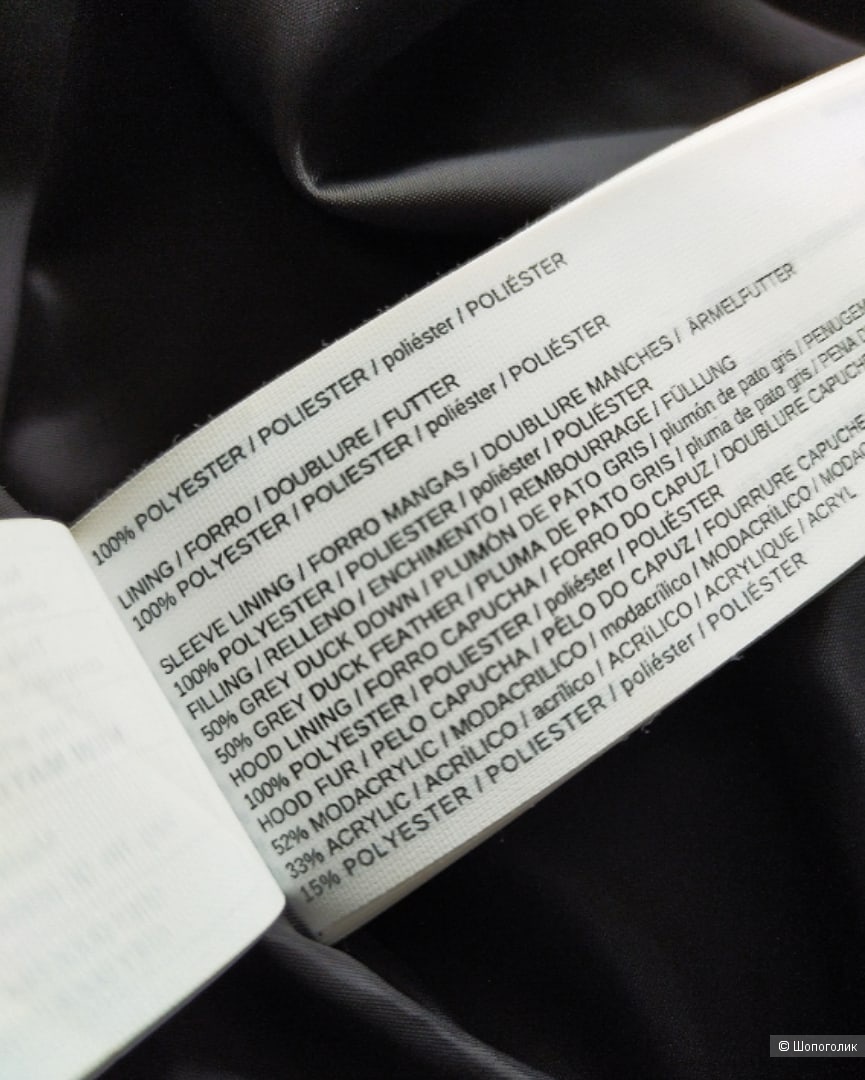 100% POLYESTER / POLIESTER / poliéster / POLIÉSTER
LINING / FORRO / DOUBLURE / FUTTER
100% POLYESTER / POLIESTER / poliéster / POLIÉSTER
SLEEVE LINING / FORRO MANGAS / DOUBLURE MANCHES / ÄRMELFUTTER
100% POLYESTER / POLIESTER / poliéster / POLIÉSTER
FILLING / RELLENO / ENCHIMENTO / REMBOURRAGE / FÜLLUNG
50% GREY DUCK DOWN / PLUMÓN DE PATO GRIS / plumón de pato gris / PENUGEM
50% GREY DUCK FEATHER / PLUMA DE PATO GRIS / pluma de pato gris / PENA
HOOD LINING / FORRO CAPUCHA / FORRO DO CAPUZ / DOUBLURE CAPUCH
100% POLYESTER / POLIESTER / poliéster / POLIÉSTER
HOOD FUR / PELO CAPUCHA / PÊLO DO CAPUZ / FOURRURE CAPUCHE
52% MODACRYLIC / MODACRILICO / modacrílico / MODACRÍLICO / MODAC
33% ACRYLIC / ACRÍLICO / acrílico / ACRÍLICO / ACRYLIQUE / ACRYL
15% POLYESTER / POLIESTER / poliéster / POLIÉSTER
© Шопоголик